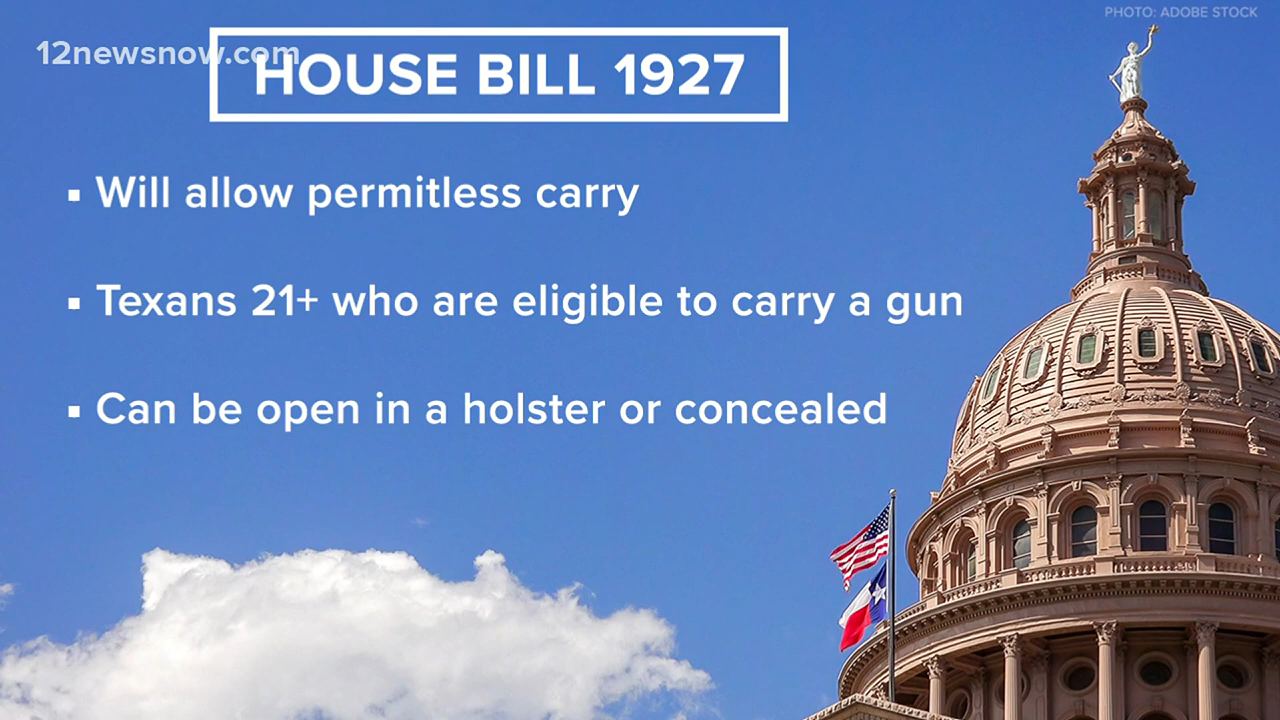 PHOTO: ADOBE STOCK
12newsnow.com
HOUSE BILL 1927
▪ Will allow permitless carry
▪ Texans 21+ who are eligible to carry a gun
▪ Can be open in a holster or concealed